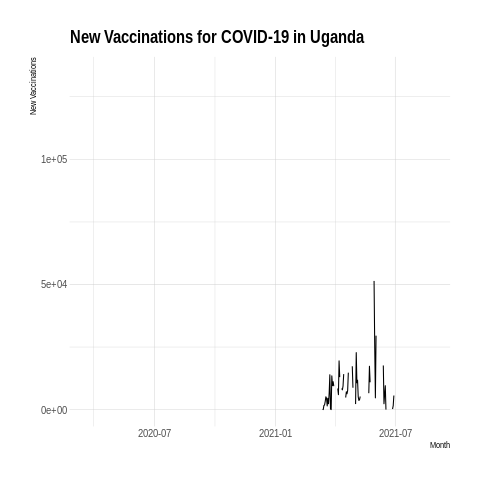 New Vaccinations for COVID-19 in Uganda
New Vaccinations
1e+05
5e+04
0e+00
2020-07
2021-01
2021-07
Month